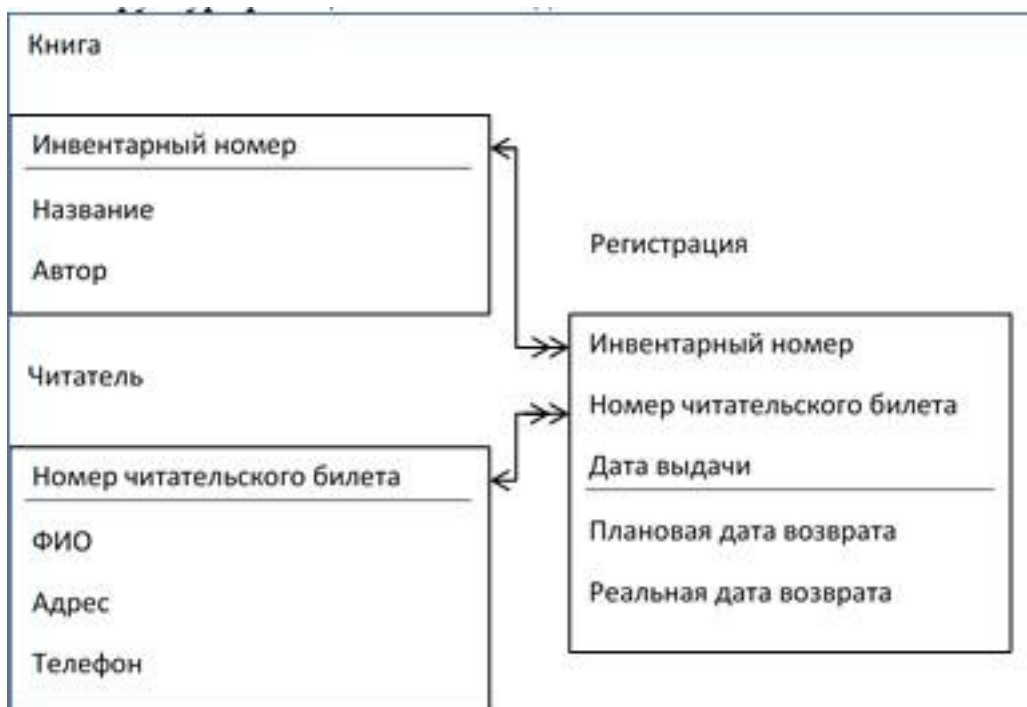 Книга
Инвентарный номер
Название
Автор
Читатель
Номер читательского билета
ФИО
Адрес
Телефон
Регистрация
Инвентарный номер
Номер читательского билета
Дата выдачи
Плановая дата возврата
Реальная дата возврата